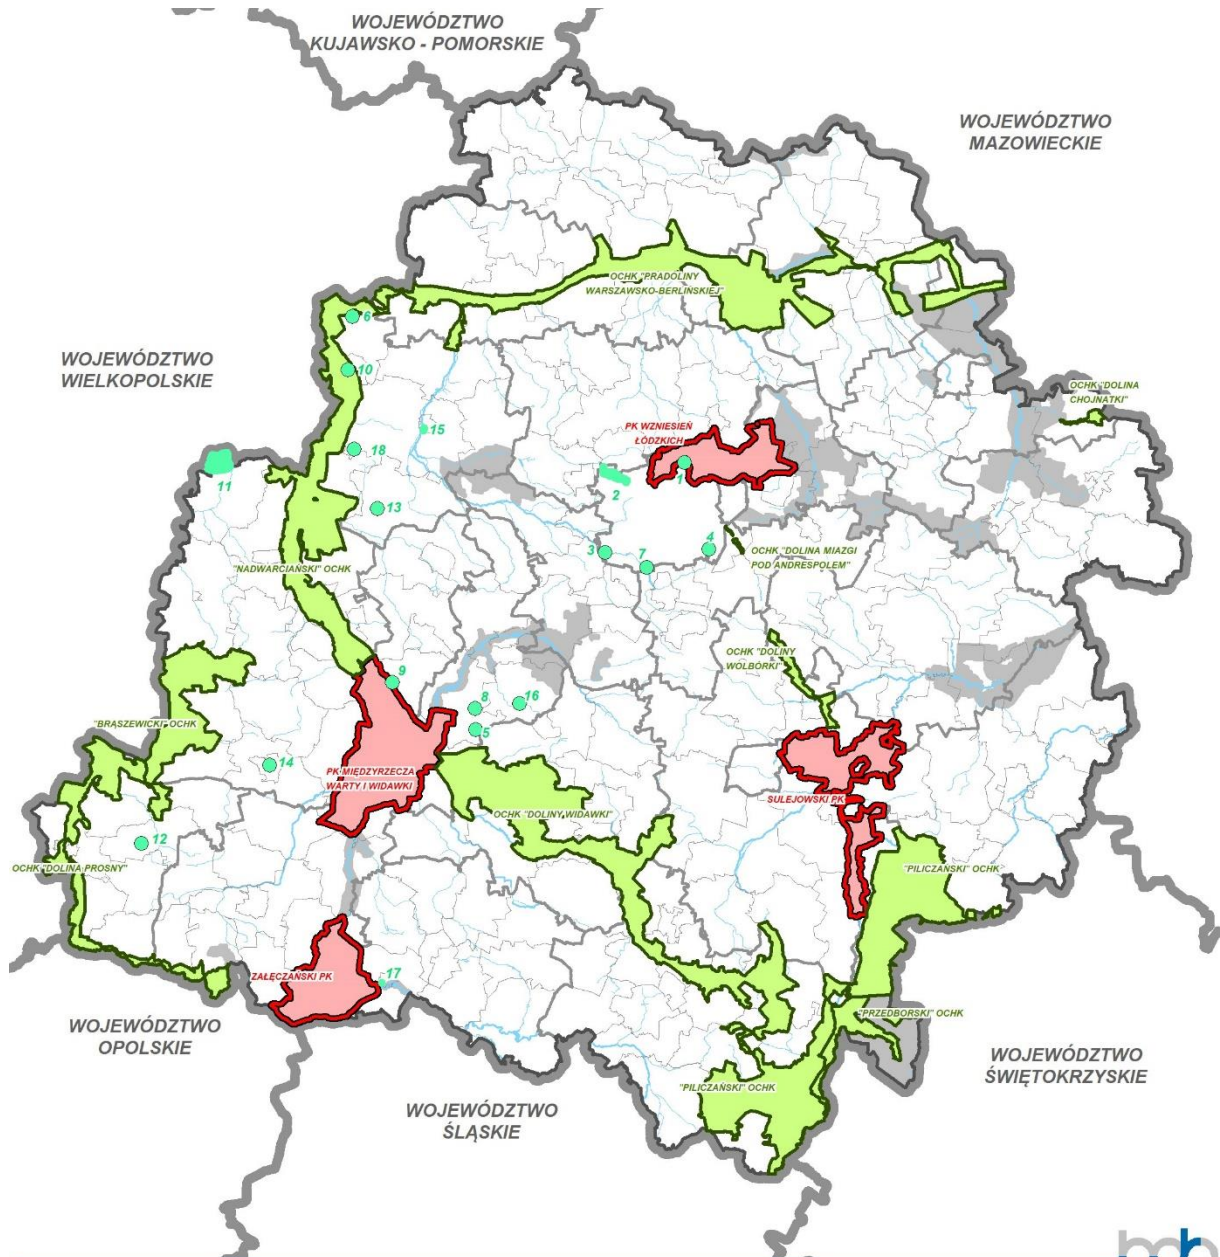 WOJEWÓDZTWO
KUJAWSKO - POMORSKIE
WOJEWÓDZTWO
MAZOWIECKIE
OCHK "PRADOLINY
WARSZAWSKO-BERLIŃSKIEJ"
6
WOJEWÓDZTWO
WIELKOPOLSKIE
10
OCHK "DOLINA
CHOJNATKI"
PK WZNIESIEŃ
ŁÓDZKICH
15
18
1
11
2
13
3
7
4
OCHK "DOLINA MIAZGI
POD ANDRESPOLEM"
"NADWARCIAŃSKI" OCHK
OCHK "DOLINY
WOLBÓRKI"
9
8
16
5
"BRĄSZEWICKI" OCHK
14
PK MIĘDZYRZECZA
WARTY I WIDAWKI
SULEJOWSKI PK
OCHK "DOLINY WIDAWKI"
12
OCHK "DOLINA PROSNY"
"PILICZAŃSKI" OCHK
ZAŁĘCZAŃSKI PK
17
"PRZEDBORSKI" OCHK
WOJEWÓDZTWO
OPOLSKIE
WOJEWÓDZTWO
ŚWIĘTOKRZYSKIE
"PILICZAŃSKI" OCHK
WOJEWÓDZTWO
ŚLĄSKIE